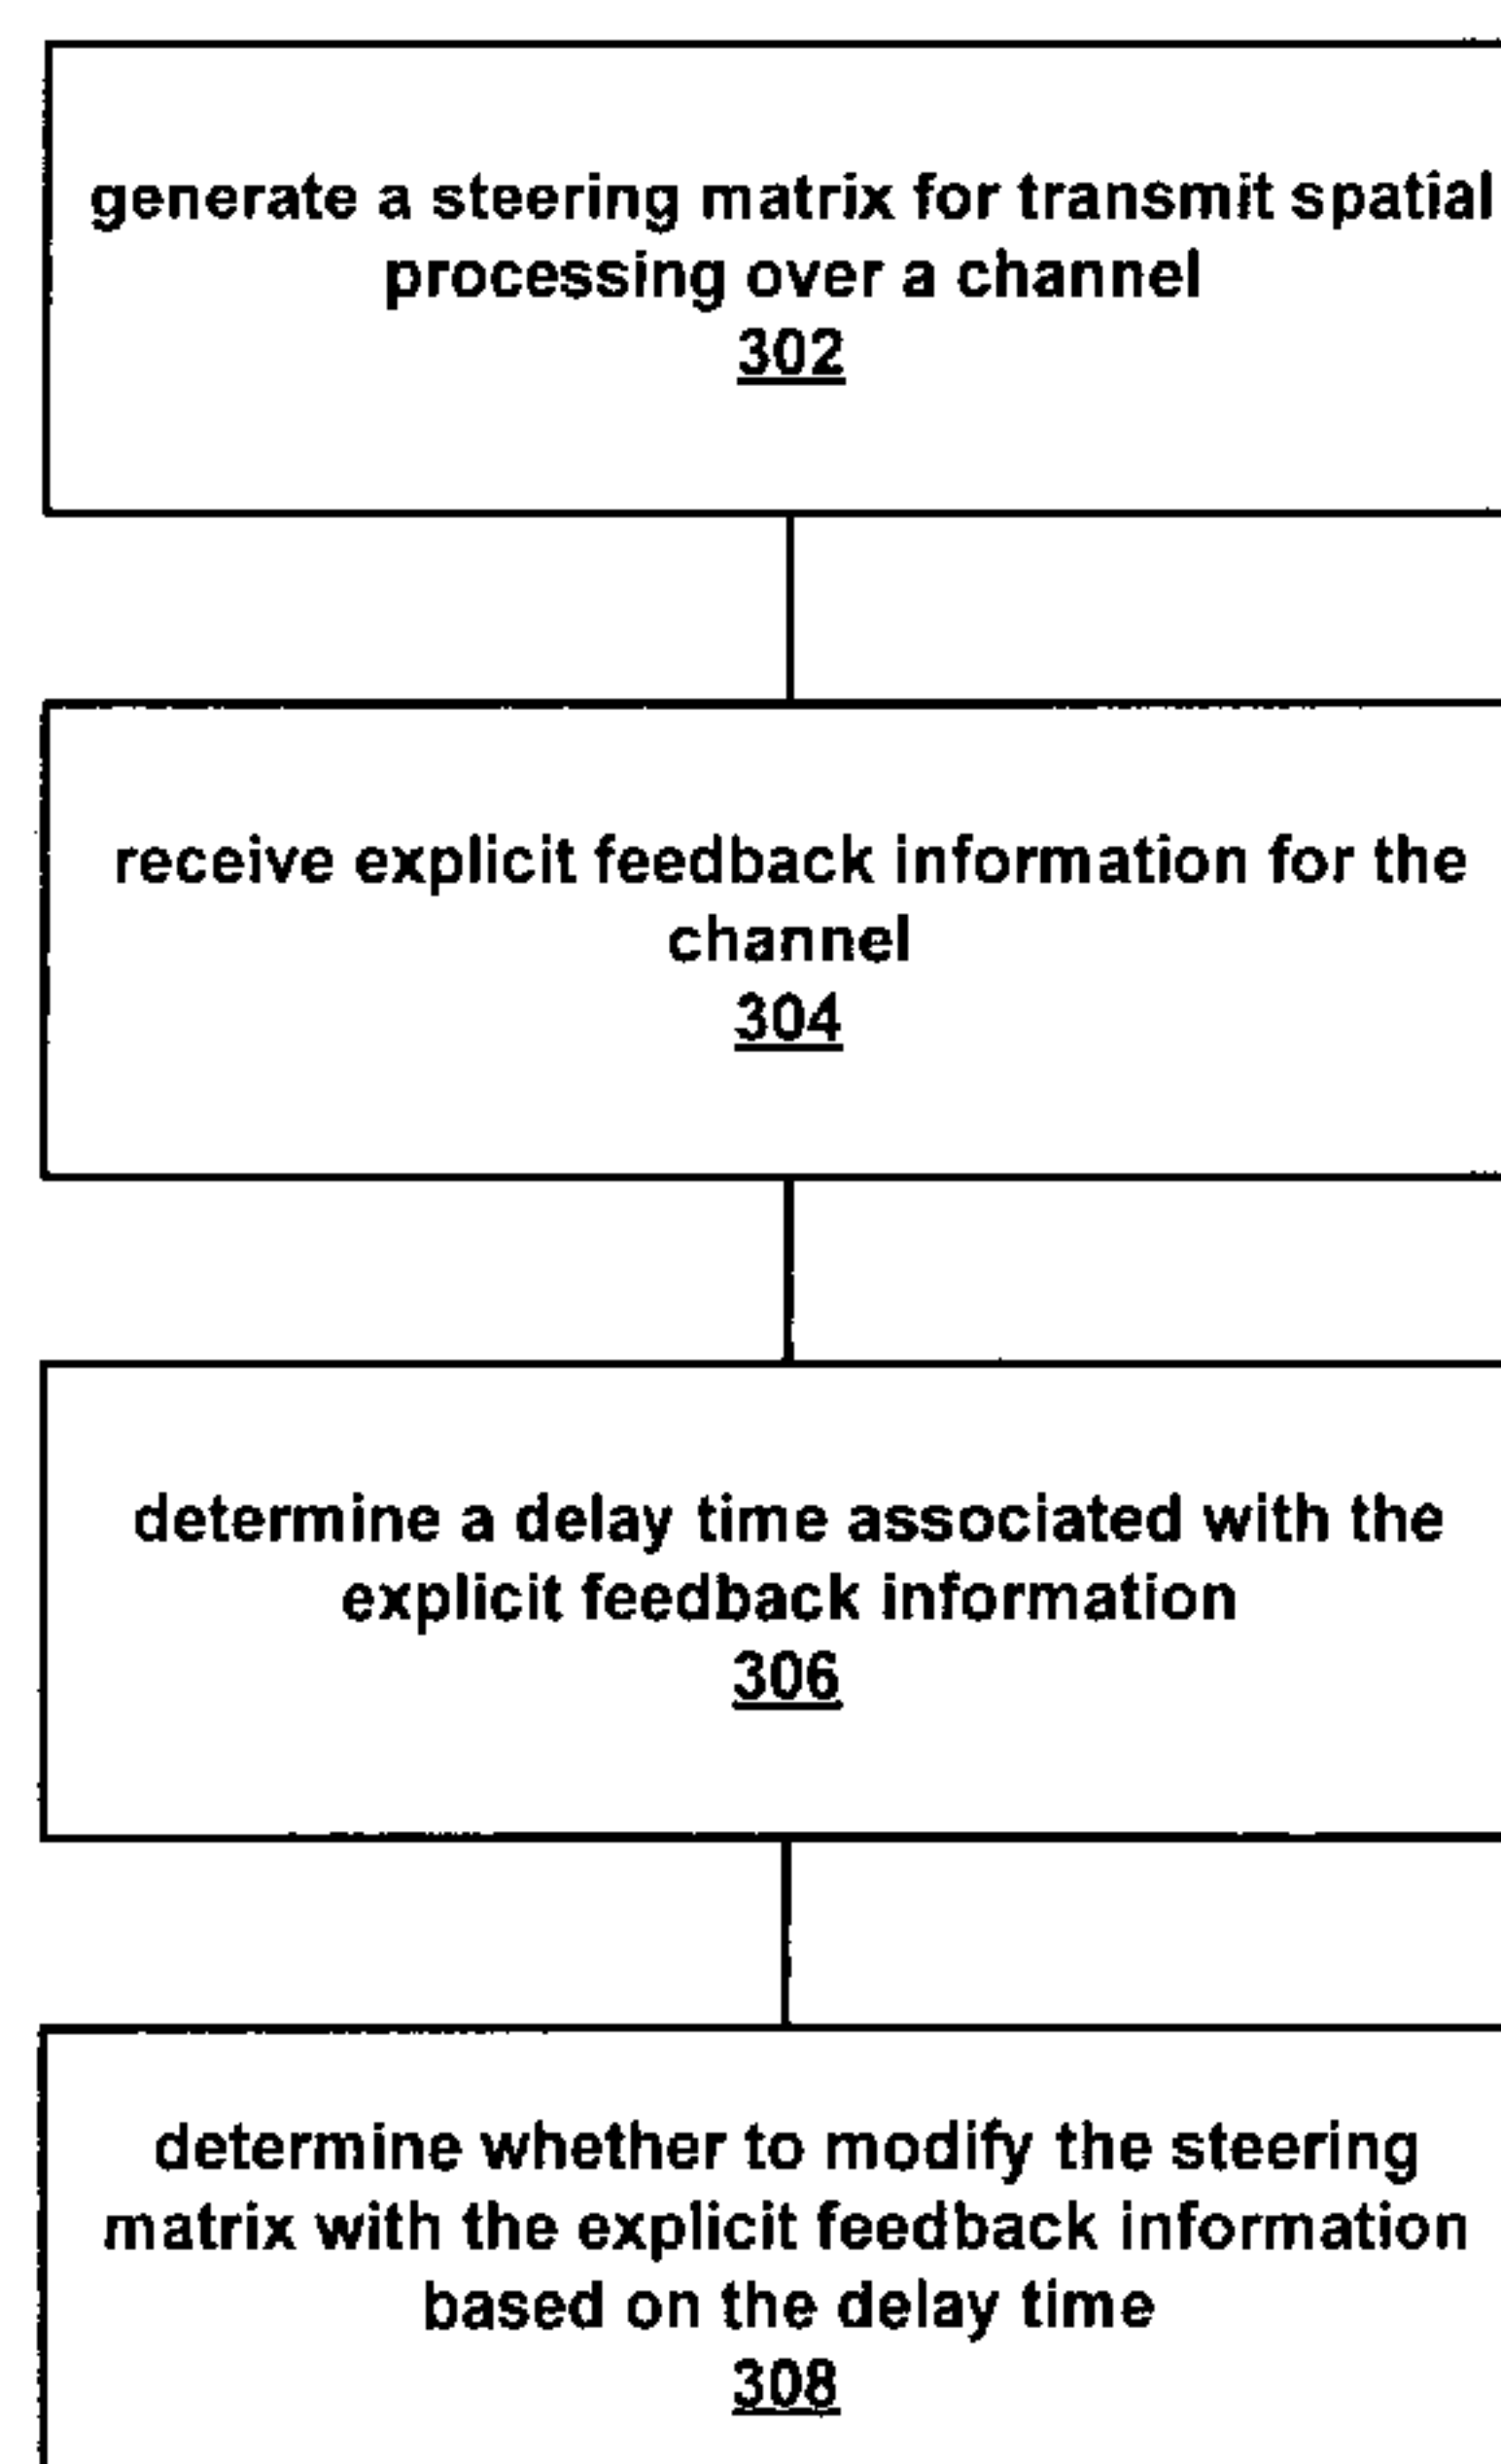 generate a steering matrix for transmit spatial
processing over a channel
302
receive explicit feedback information for the
channel
304
determine a delay time associated with the
explicit feedback information
306
determine whether to modify the steering
matrix with the explicit feedback information
based on the delay time
308